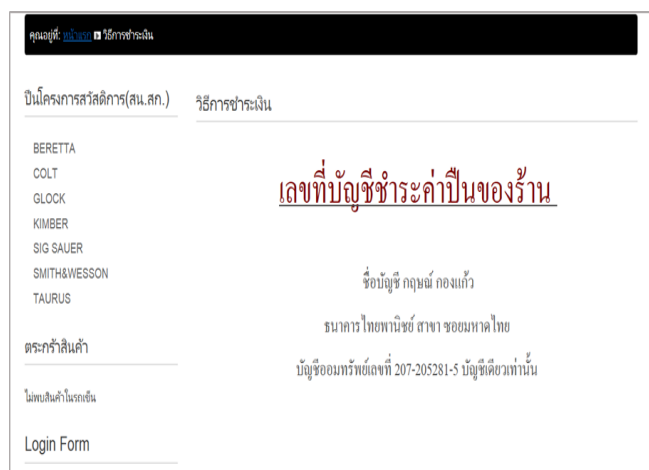 คุณอยู่ที่: หน้าแรก วิธีการชำระเงิน
ปืนโครงการสวัสดิการ(สน.สก.)
BERETTA
COLT
GLOCK
KIMBER
SIG SAUER
SMITH&WESSON
TAURUS
ตระกร้าสินค้า
ไม่พบสินค้าในรถเข็น
Login Form
วิธีการชำระเงิน
เลขที่บัญชีชำระค่าปืนของร้าน
ชื่อบัญชี กฤษณ์ กองแก้ว
ธนาคาร ไทยพานิชย์ สาขา ซอยมหาดไทย
บัญชีออมทรัพย์เลขที่ 207-205281-5 บัญชีเดียวเท่านั้น